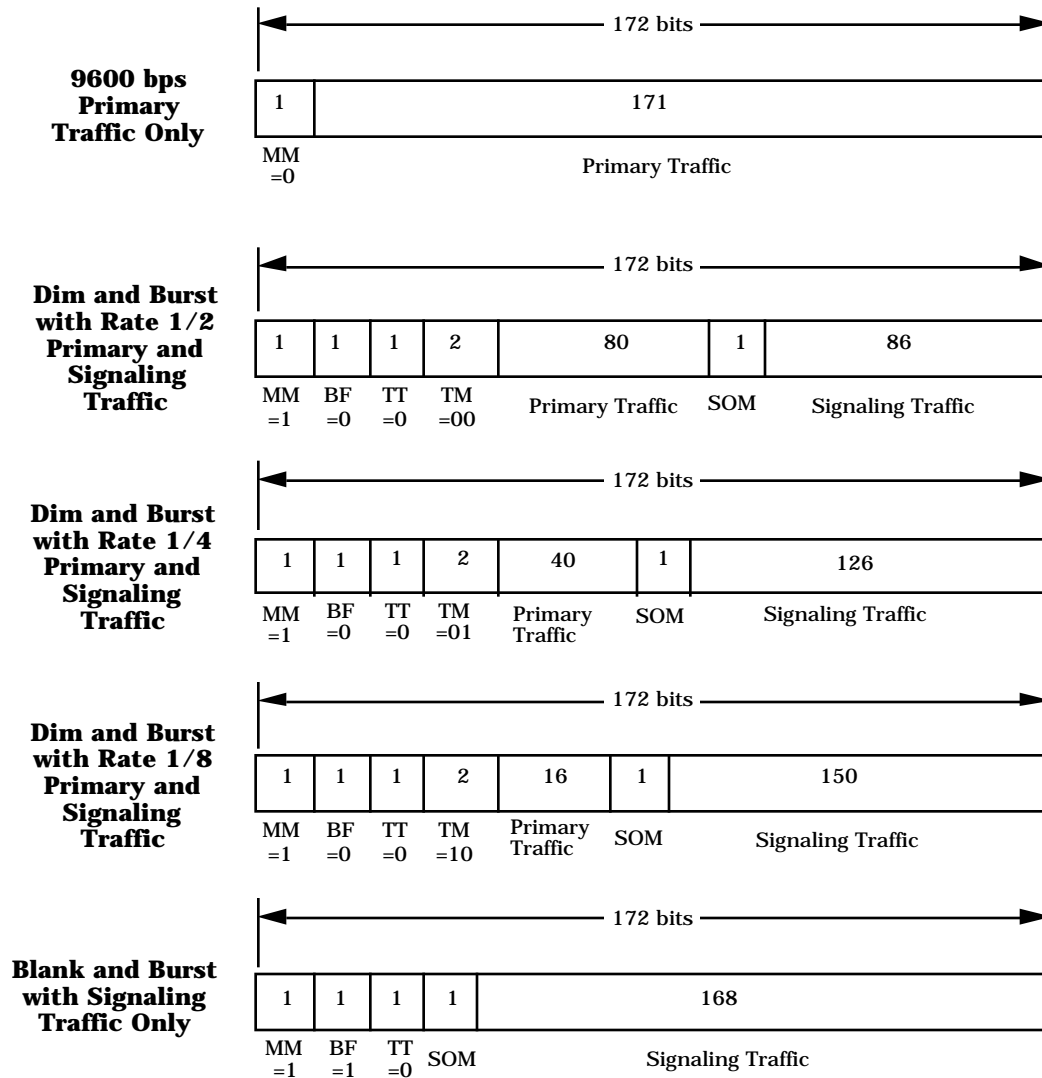 172 bits
9600 bps
Primary
Traffic Only
1 171
MM
=0
Primary Traffic
172 bits
Dim and Burst
with Rate 1/2
Primary and
Signaling
Traffic
1 1 1 2 80 1 86
MM BF TT TM Primary Traffic SOM Signaling Traffic
=1 =0 =0 =00
172 bits
Dim and Burst
with Rate 1/4
Primary and
Signaling
Traffic
1 1 1 2 40 1 126
MM BF TT TM Primary SOM Signaling Traffic
=1 =0 =0 =01 Traffic
172 bits
Dim and Burst
with Rate 1/8
Primary and
Signaling
Traffic
1 1 1 2 16 1 150
MM BF TT TM Primary SOM Signaling Traffic
=1 =0 =0 =10 Traffic
172 bits
Blank and Burst
with Signaling
Traffic Only
1 1 1 1 168
MM BF TT SOM Signaling Traffic
=1 =1 =0